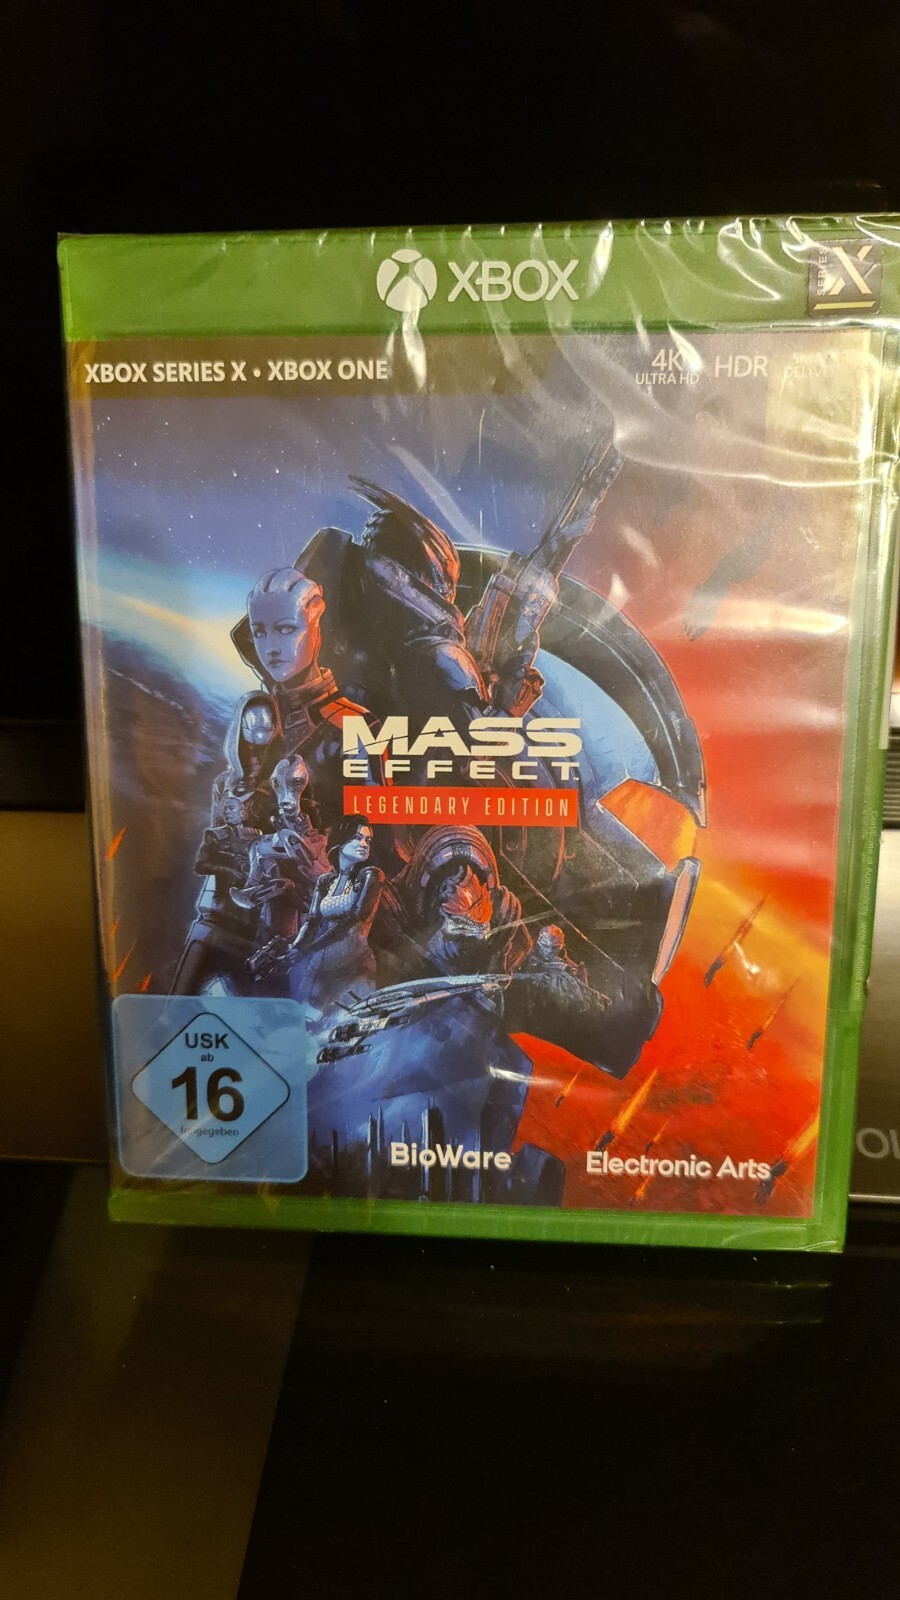 XBOX
SERIES X
XBOX SERIES X • XBOX ONE
4K
ULTRA HD
HDR
MASS
EFFECT
LEGENDARY EDITION
USK
ab
16
freigegeben
BioWare
Electronic Arts